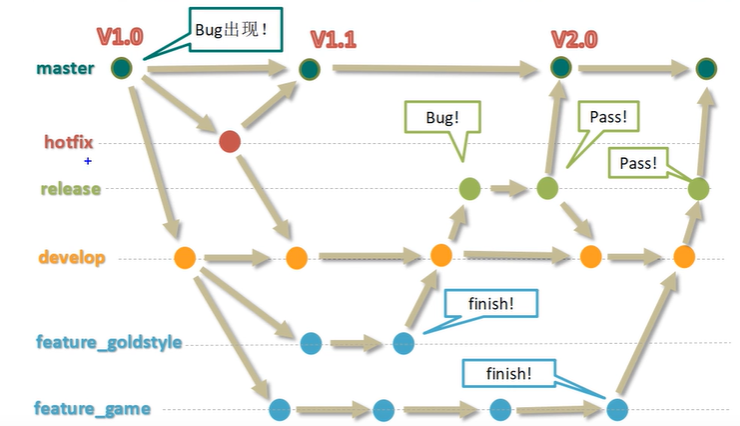 Bug出现！
V1.0
V1.1
V2.0
master
Bug!
Pass!
hotfix
+
Pass!
release
develop
finish!
feature_goldstyle
finish!
feature_game